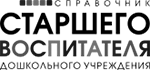 СПРАВОЧНИК
СТАРШЕГО
ВОСПИТАТЕЛЯ
ДОШКОЛЬНОГО УЧРЕЖДЕНИЯ